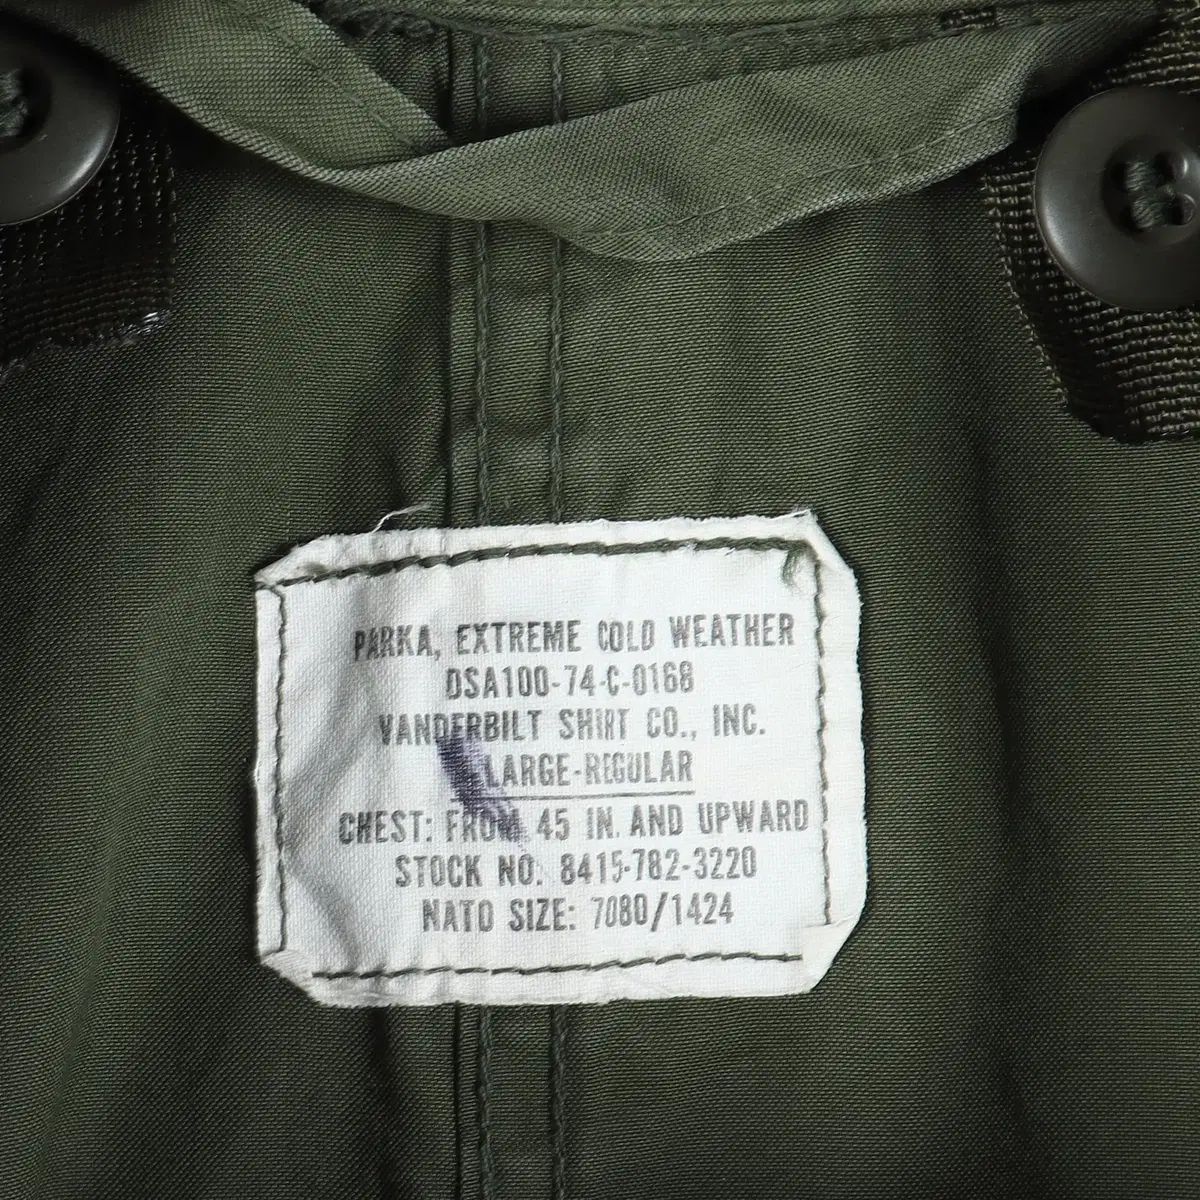 PARKA, EXTREME COLD WEATHER
DSA100-74-C-0168
VANDERBILT SHIRT CO., INC.
LARGE-REGULAR
CHEST: FROM 45 IN. AND UPWARD
STOCK NO. 8415-782-3220
NATO SIZE: 7080/1424